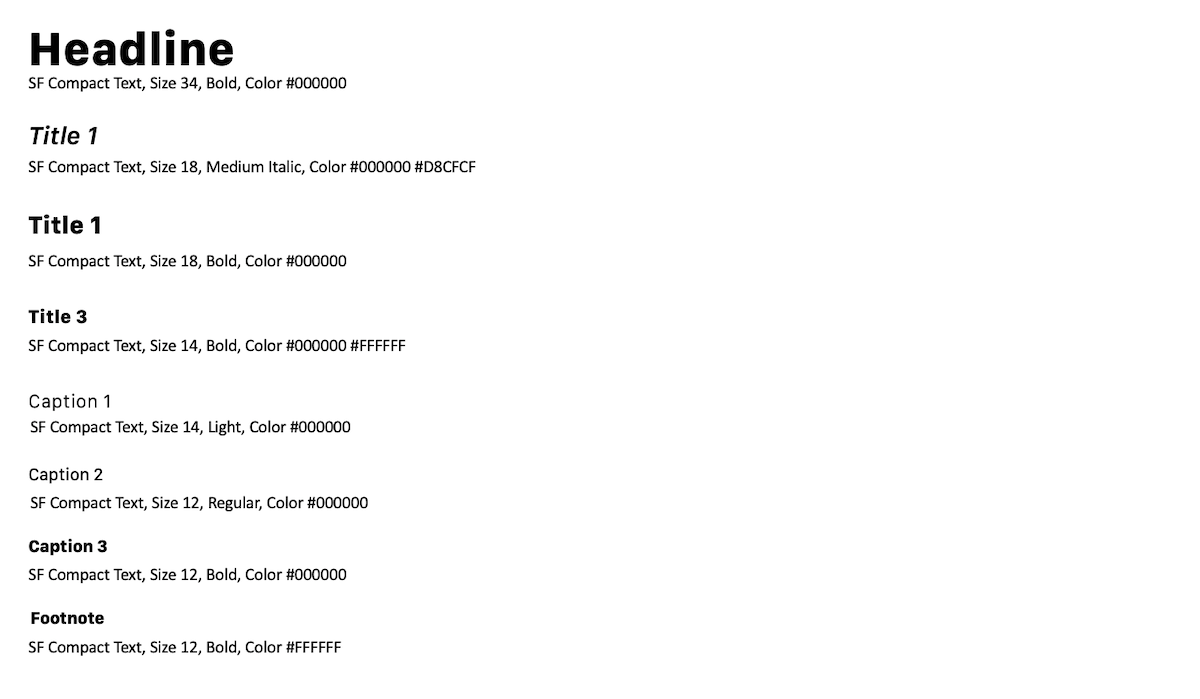 Headline
SF Compact Text, Size 34, Bold, Color #000000
Title 1
SF Compact Text, Size 18, Medium Italic, Color #000000 #D8CFCF
Title 1
SF Compact Text, Size 18, Bold, Color #000000
Title 3
SF Compact Text, Size 14, Bold, Color #000000 #FFFFFF
Caption 1
SF Compact Text, Size 14, Light, Color #000000
Caption 2
SF Compact Text, Size 12, Regular, Color #000000
Caption 3
SF Compact Text, Size 12, Bold, Color #000000
Footnote
SF Compact Text, Size 12, Bold, Color #FFFFFF